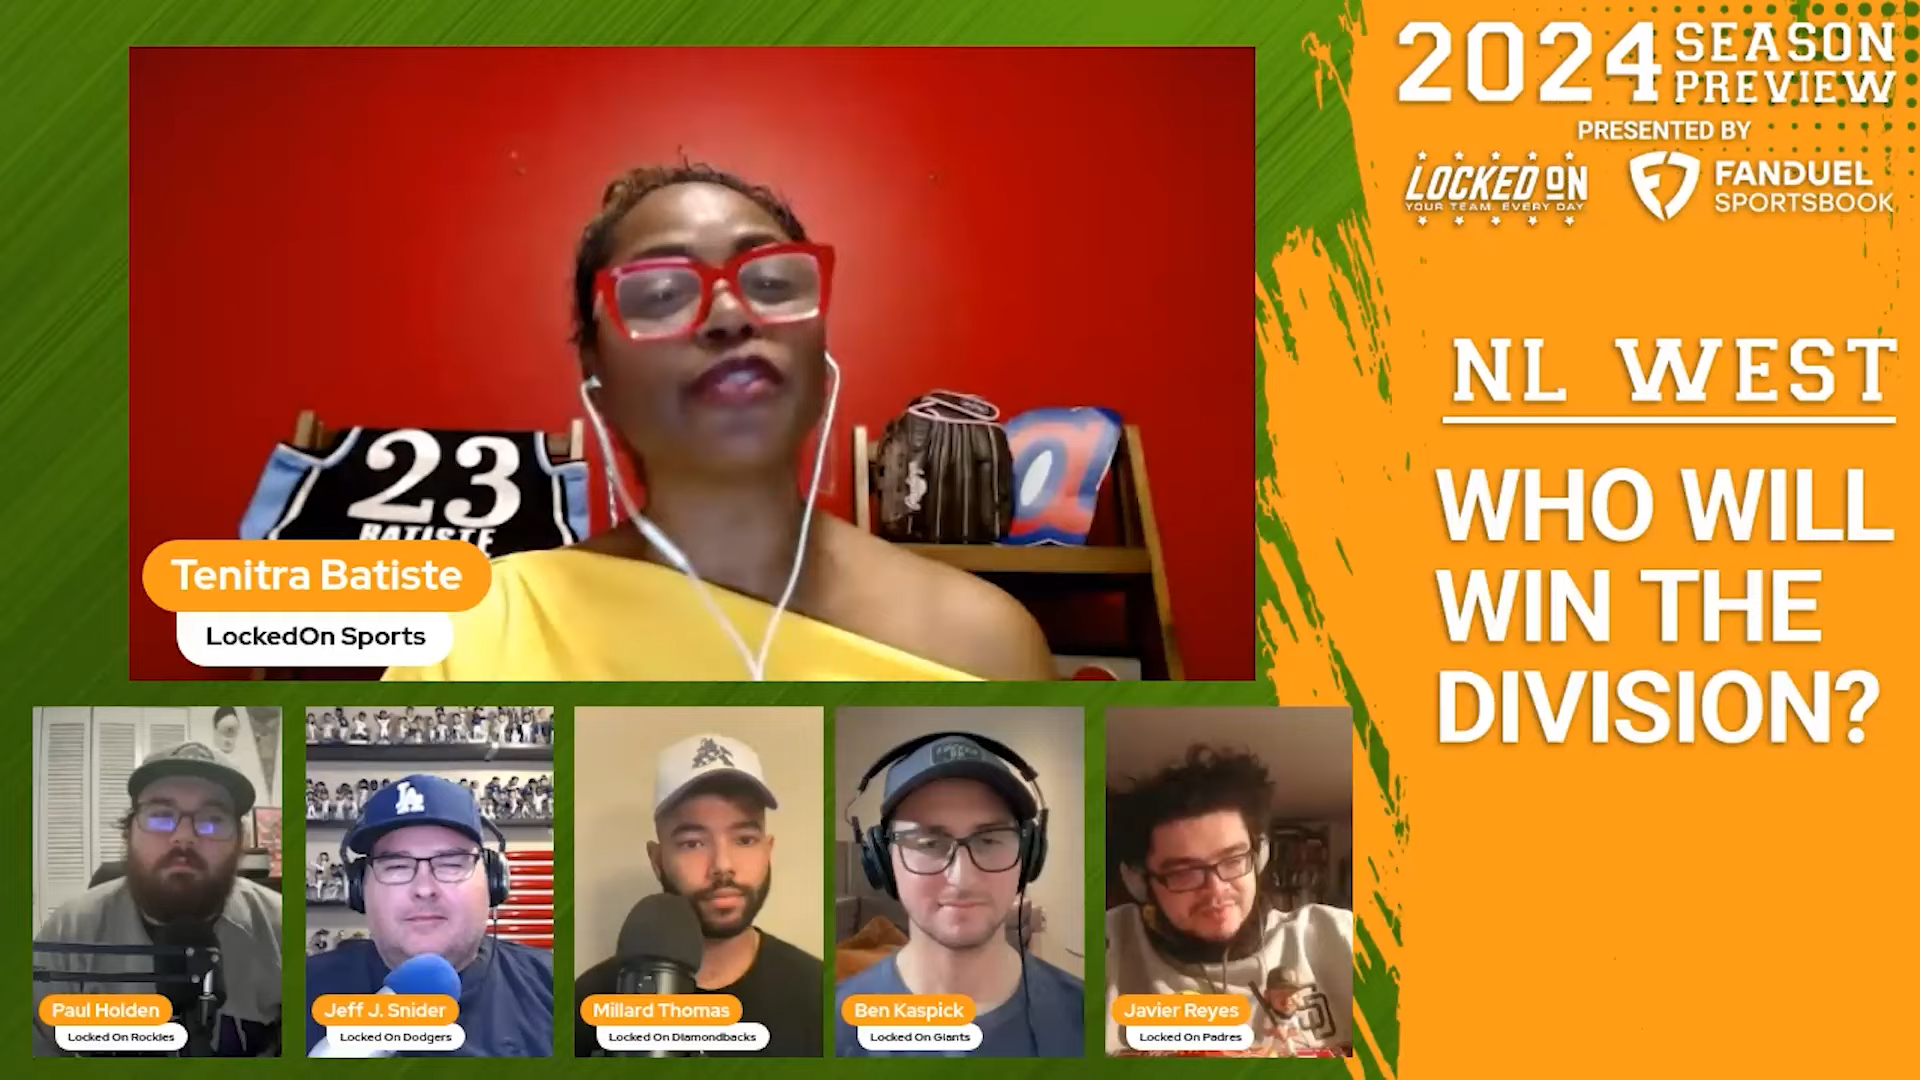 2024 SEASON
PREVIEW
PRESENTED BY
LOCKED ON
YOUR TEAM. EVERY DAY
FANDUEL
SPORTSBOOK
NL WEST
WHO WILL
WIN THE
DIVISION?
23
BATISTE
a
Tenitra Batiste
LockedOn Sports
LA
A
SD
Paul Holden
Locked On Rockies
Jeff J. Snider
Locked On Dodgers
Millard Thomas
Locked On Diamondbacks
Ben Kaspick
Locked On Giants
Javier Reyes
Locked On Padres